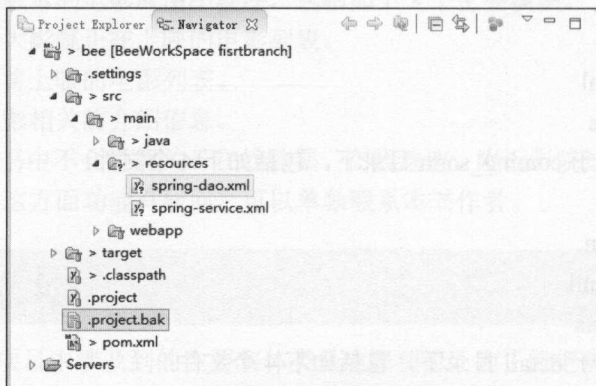 Project Explorer Navigator
> bee [BeeWorkSpace fisrtbranch]
.settings
> src
> main
> java
> resoures
spring-dao.xml
spring-service.xml
webapp
> target
> .classpath
.project
.project.bak
> pom.xml
Servers